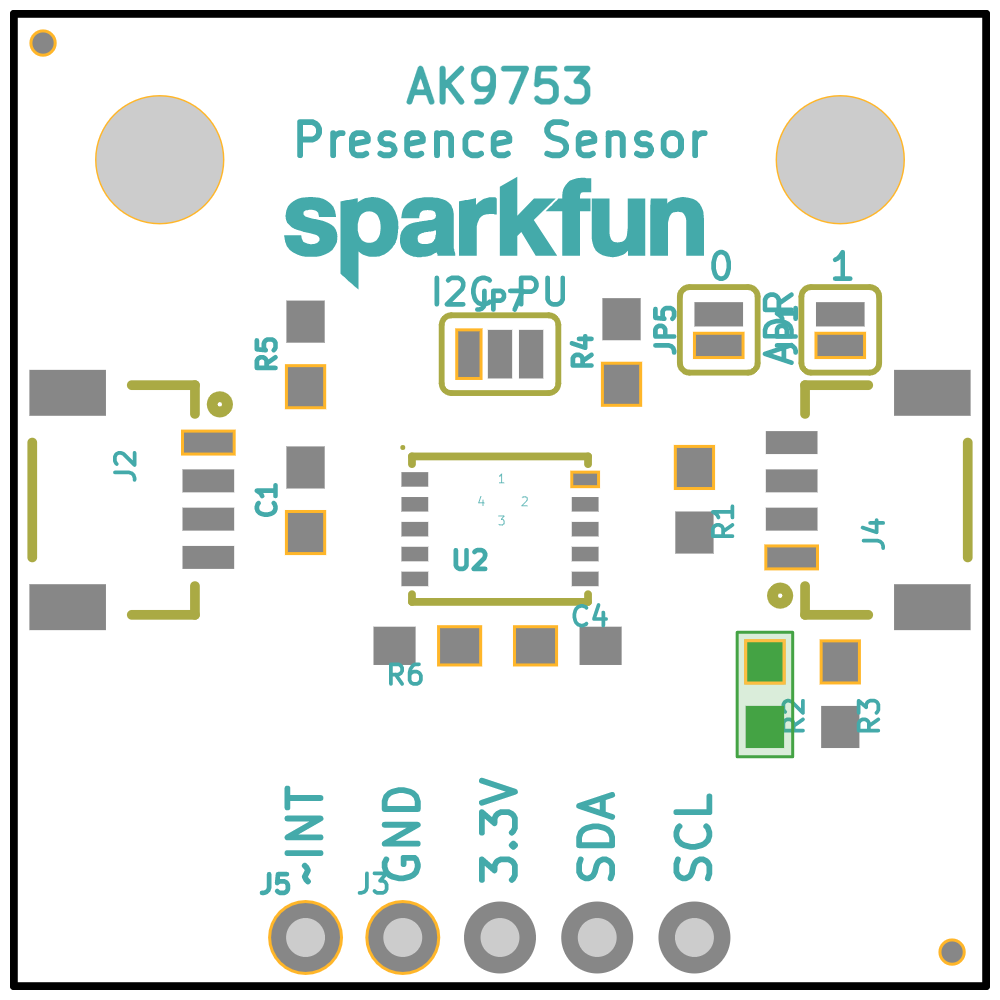 AK9753
Presence Sensor
sparkfun
0
1
I2C PU
JP7
JP5
ADR
JP1
R4
R5
J2
C1
1
4
2
3
U2
R1
J4
C4
R6
R2
R3
~INT
GND
3.3V
SDA
SCL
J5
J3